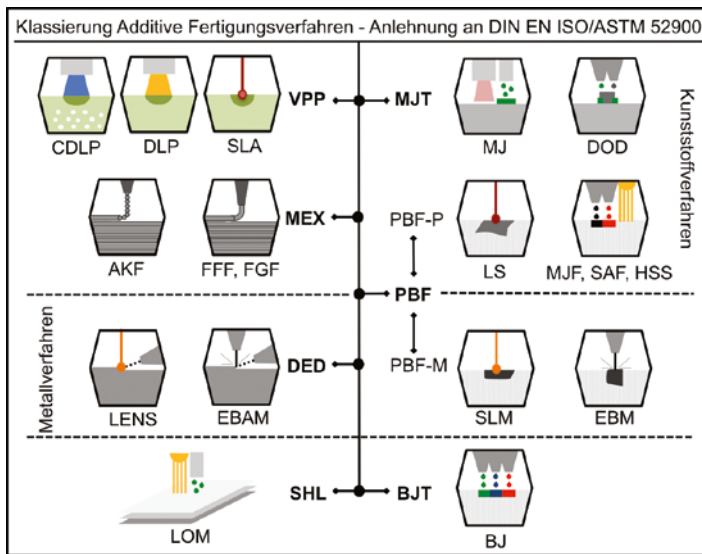 Klassierung Additive Fertigungsverfahren - Anlehnung an DIN EN ISO/ASTM 52900
CDLP
DLP
SLA
VPP
MJT
MJ
DOD
Kunststoffverfahren
AKF
FFF, FGF
MEX
PBF-P
LS
MJF, SAF, HSS
PBF
Metallverfahren
LENS
EBAM
DED
PBF-M
SLM
EBM
LOM
SHL
BJT
BJ